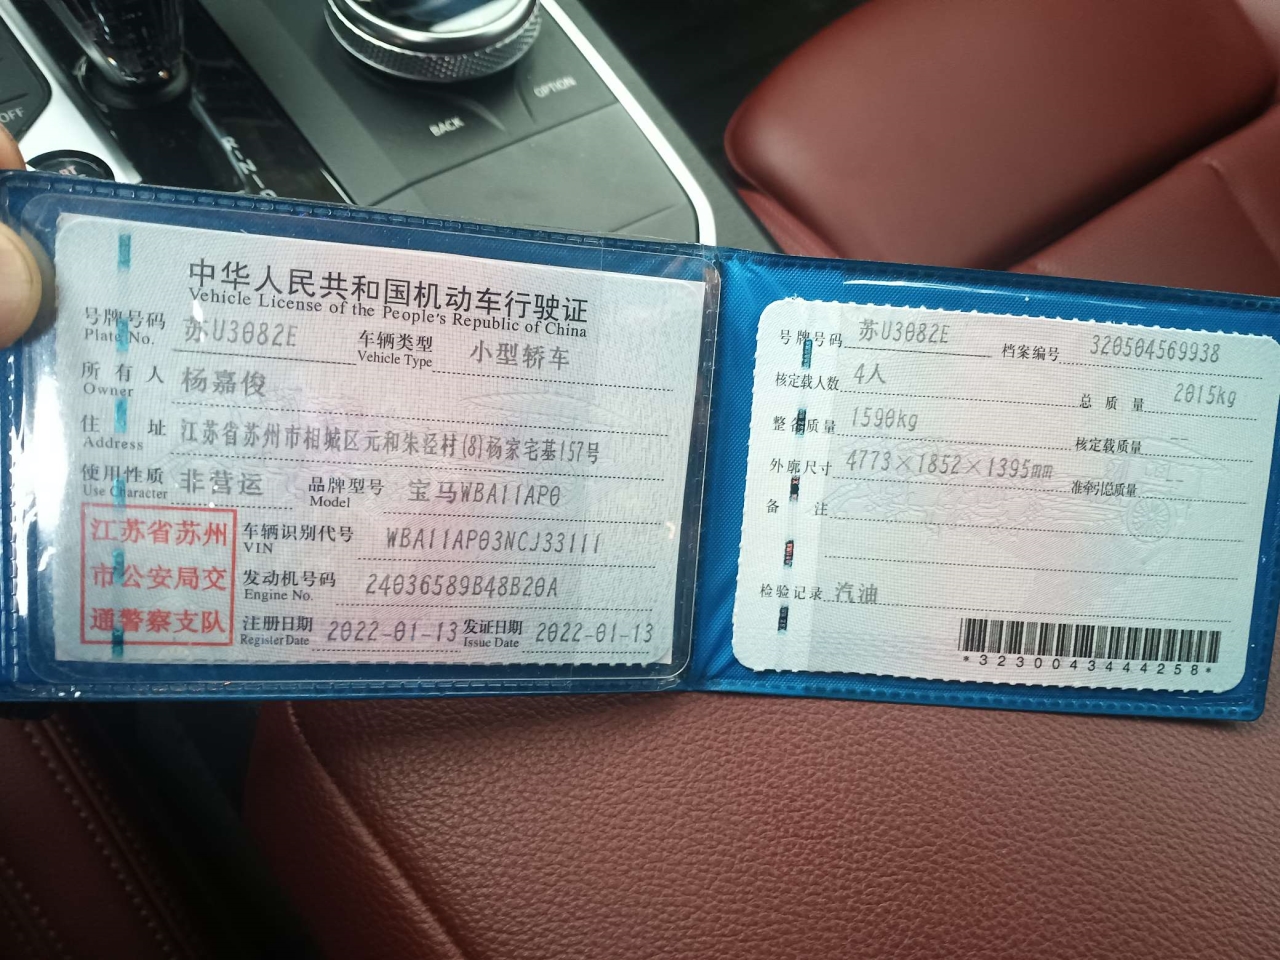 OFF
BACK
OPTION
R
N
D
中华人民共和国机动车行驶证
Vehicle License of the People's Republic of China
号牌号码 苏U3082E 车辆类型 小型轿车
Plate No. Vehicle Type
所有人 杨嘉俊
Owner
住址 江苏省苏州市相城区元和朱泾村(8)杨家宅基157号
Address
使用性质 非营运 品牌型号 宝马WBA11AP0
Use Character Model
江苏省苏州
市公安局交
通警察支队
车辆识别代号 WBA11AP03NCJ33111
VIN
发动机号码 24036589B48B20A
Engine No.
注册日期 2022-01-13 发证日期 2022-01-13
Register Date Issue Date
号牌号码 苏U3082E 档案编号 320504569938
核定载人数 4人 总质量 2015kg
整备质量 1590kg 核定载质量 --
外廓尺寸 4773×1852×1395mm 准牵引总质量 --
备注
检验记录 汽油
*3230043444258*